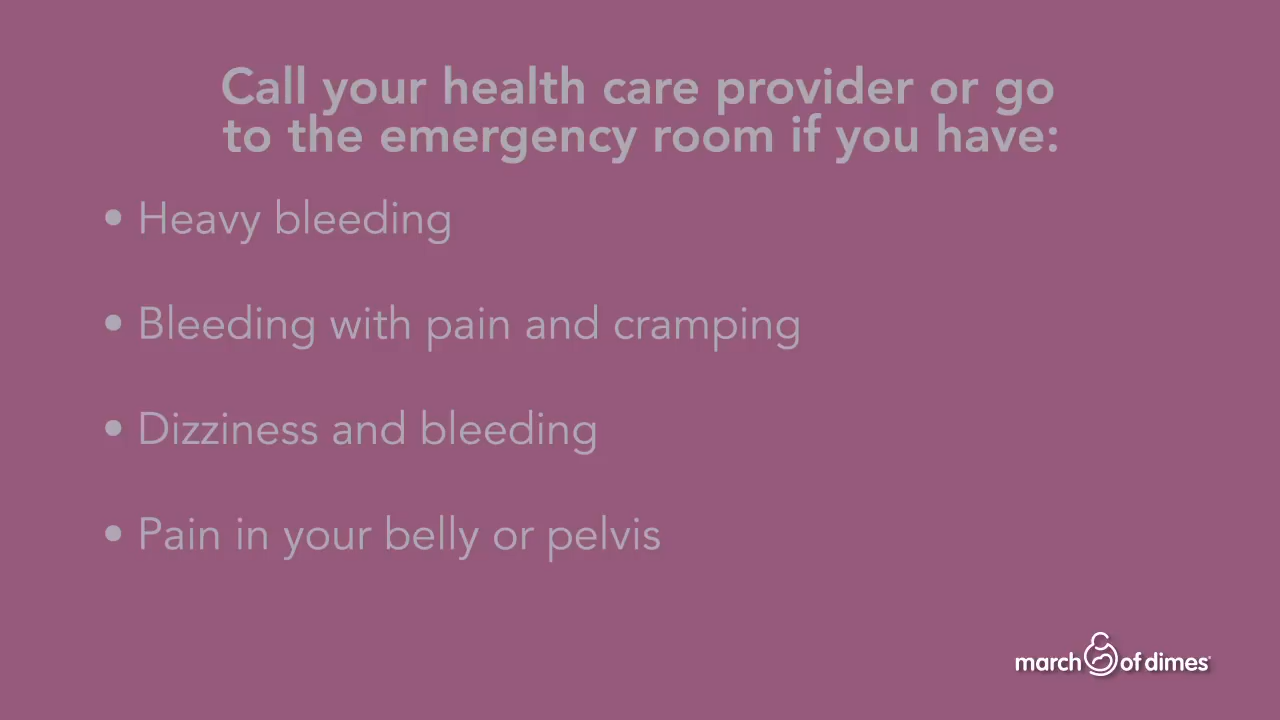 Call your health care provider or go
to the emergency room if you have:
• Heavy bleeding
• Bleeding with pain and cramping
• Dizziness and bleeding
• Pain in your belly or pelvis
march of dimes